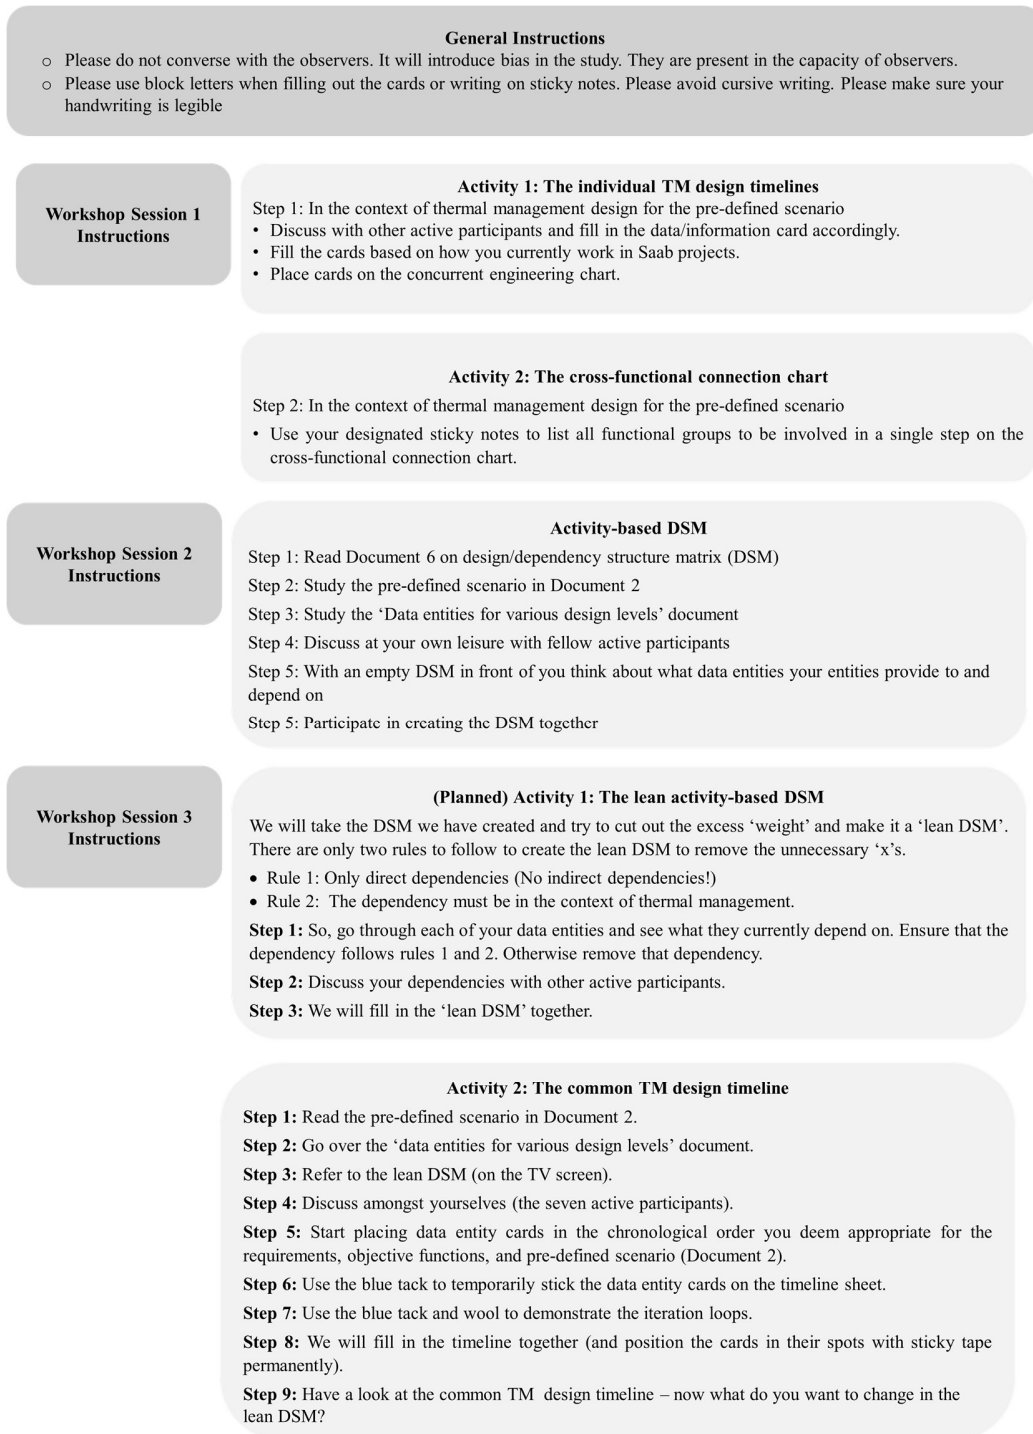 General Instructions
o Please do not converse with the observers. It will introduce bias in the study. They are present in the capacity of observers.
o Please use block letters when filling out the cards or writing on sticky notes. Please avoid cursive writing. Please make sure your
handwriting is legible
Workshop Session 1
Instructions
Activity 1: The individual TM design timelines
Step 1: In the context of thermal management design for the pre-defined scenario
• Discuss with other active participants and fill in the data/information card accordingly.
• Fill the cards based on how you currently work in Saab projects.
• Place cards on the concurrent engineering chart.
Activity 2: The cross-functional connection chart
Step 2: In the context of thermal management design for the pre-defined scenario
• Use your designated sticky notes to list all functional groups to be involved in a single step on the
cross-functional connection chart.
Workshop Session 2
Instructions
Activity-based DSM
Step 1: Read Document 6 on design/dependency structure matrix (DSM)
Step 2: Study the pre-defined scenario in Document 2
Step 3: Study the ‘Data entities for various design levels’ document
Step 4: Discuss at your own leisure with fellow active participants
Step 5: With an empty DSM in front of you think about what data entities your entities provide to and
depend on
Step 5: Participate in creating the DSM together
Workshop Session 3
Instructions
(Planned) Activity 1: The lean activity-based DSM
We will take the DSM we have created and try to cut out the excess ‘weight’ and make it a ‘lean DSM’.
There are only two rules to follow to create the lean DSM to remove the unnecessary ‘x’s.
• Rule 1: Only direct dependencies (No indirect dependencies!)
• Rule 2: The dependency must be in the context of thermal management.
Step 1: So, go through each of your data entities and see what they currently depend on. Ensure that the
dependency follows rules 1 and 2. Otherwise remove that dependency.
Step 2: Discuss your dependencies with other active participants.
Step 3: We will fill in the ‘lean DSM’ together.
Activity 2: The common TM design timeline
Step 1: Read the pre-defined scenario in Document 2.
Step 2: Go over the ‘data entities for various design levels’ document.
Step 3: Refer to the lean DSM (on the TV screen).
Step 4: Discuss amongst yourselves (the seven active participants).
Step 5: Start placing data entity cards in the chronological order you deem appropriate for the
requirements, objective functions, and pre-defined scenario (Document 2).
Step 6: Use the blue tack to temporarily stick the data entity cards on the timeline sheet.
Step 7: Use the blue tack and wool to demonstrate the iteration loops.
Step 8: We will fill in the timeline together (and position the cards in their spots with sticky tape
permanently).
Step 9: Have a look at the common TM design timeline – now what do you want to change in the
lean DSM?